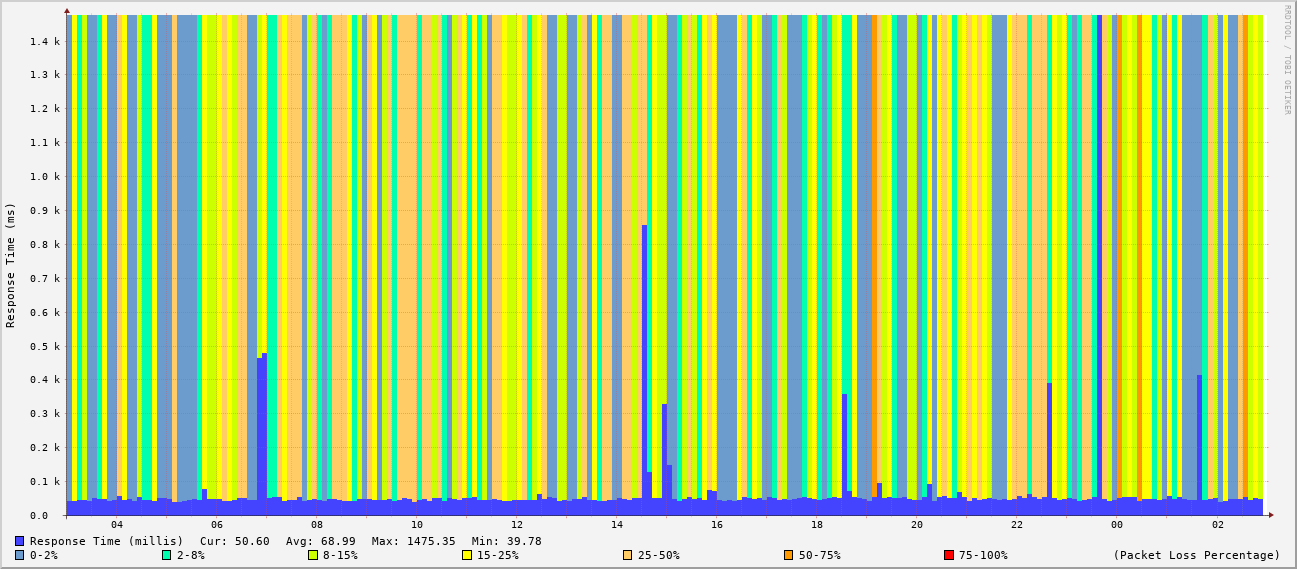 RRDTOOL / TOBI OETIKER
Response Time (ms)
1.4 k
1.3 k
1.2 k
1.1 k
1.0 k
0.9 k
0.8 k
0.7 k
0.6 k
0.5 k
0.4 k
0.3 k
0.2 k
0.1 k
0.0
04 06 08 10 12 14 16 18 20 22 00 02
Response Time (millis) Cur: 50.60 Avg: 68.99 Max: 1475.35 Min: 39.78
0-2% 2-8% 8-15% 15-25% 25-50% 50-75% 75-100% (Packet Loss Percentage)